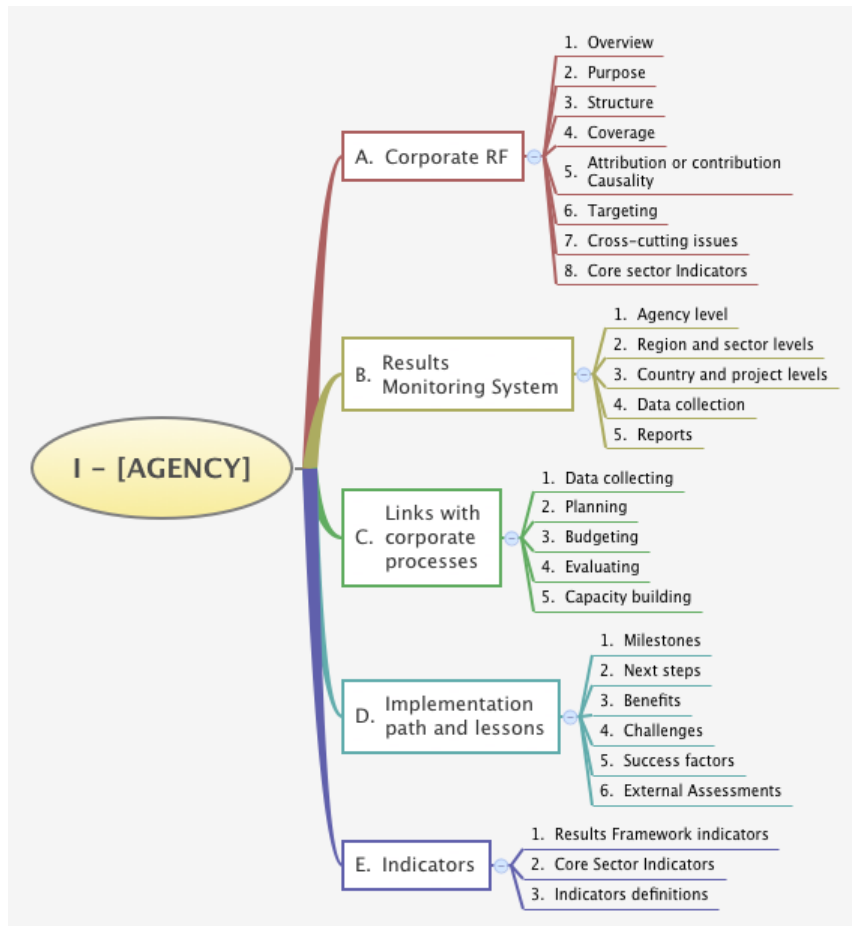 I – [AGENCY]
A. Corporate RF
1. Overview
2. Purpose
3. Structure
4. Coverage
5. Attribution or contribution
Causality
6. Targeting
7. Cross-cutting issues
8. Core sector Indicators
B. Results
Monitoring System
1. Agency level
2. Region and sector levels
3. Country and project levels
4. Data collection
5. Reports
C. Links with
corporate
processes
1. Data collecting
2. Planning
3. Budgeting
4. Evaluating
5. Capacity building
D. Implementation
path and lessons
1. Milestones
2. Next steps
3. Benefits
4. Challenges
5. Success factors
6. External Assessments
E. Indicators
1. Results Framework indicators
2. Core Sector Indicators
3. Indicators definitions